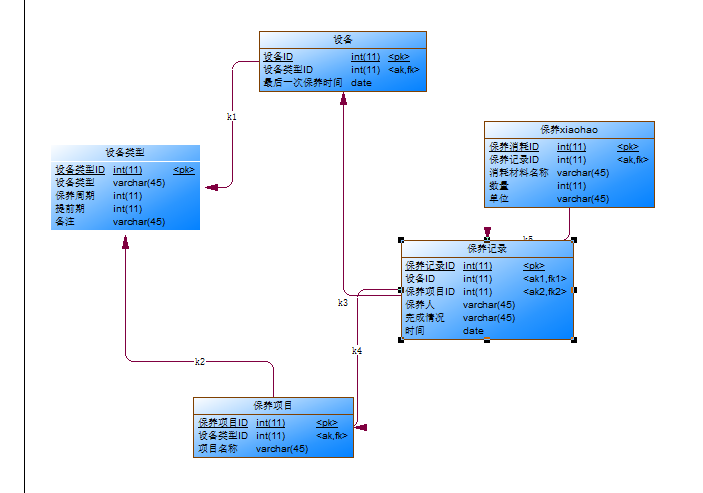 设备
设备ID int(11) <pk>
设备类型ID int(11) <ak,fk>
最后一次保养时间 date
k1
保养xiaohao
保养消耗ID int(11) <pk>
保养记录ID int(11) <ak,fk>
消耗材料名称 varchar(45)
数量 int(11)
单位 varchar(45)
设备类型
设备类型ID int(11) <pk>
设备类型 varchar(45)
保养周期 int(11)
提前期 int(11)
备注 varchar(45)
k5
保养记录
保养记录ID int(11) <pk>
设备ID int(11) <ak1,fk1>
保养项目ID int(11) <ak2,fk2>
保养人 varchar(45)
完成情况 varchar(45)
时间 date
k3
k4
k2
保养项目
保养项目ID int(11) <pk>
设备类型ID int(11) <ak,fk>
项目名称 varchar(45)